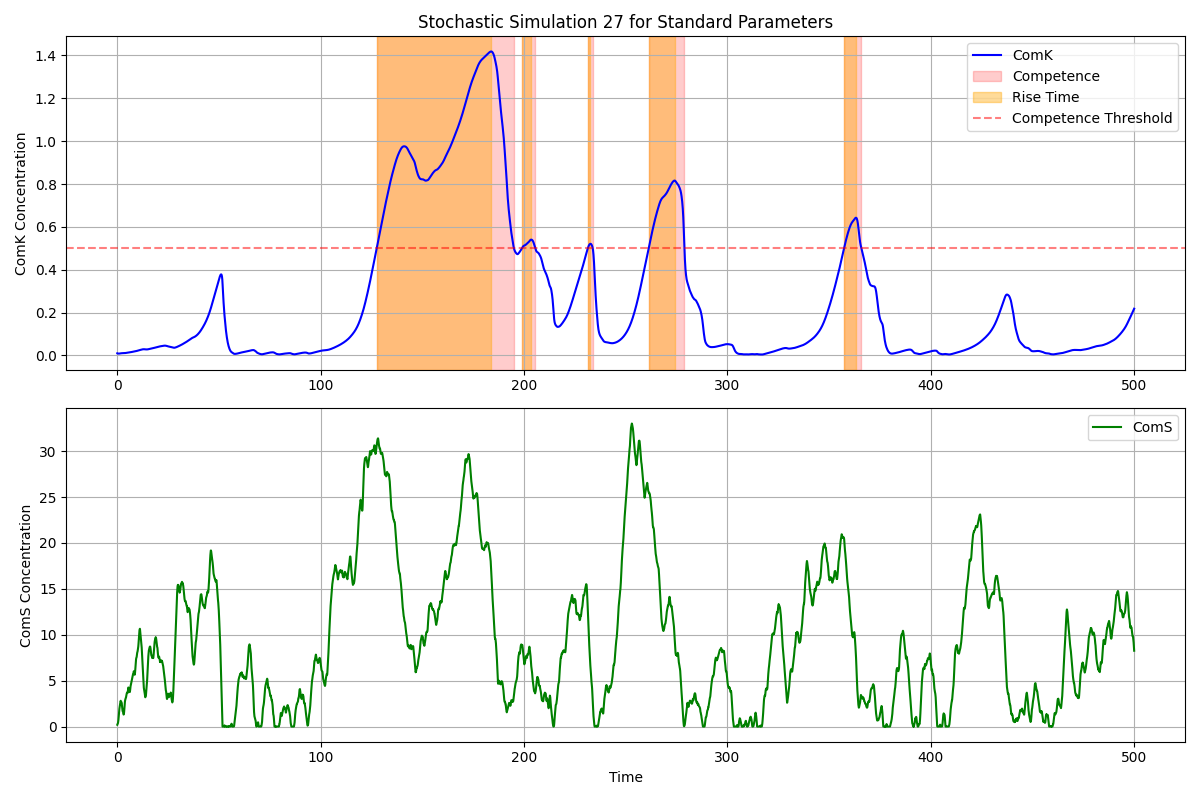 Stochastic Simulation 27 for Standard Parameters
ComK Concentration
1.4
1.2
1.0
0.8
0.6
0.4
0.2
0.0
ComK
Competence
Rise Time
Competence Threshold
0 100 200 300 400 500
ComS Concentration
30
25
20
15
10
5
0
ComS
0 100 200 300 400 500
Time